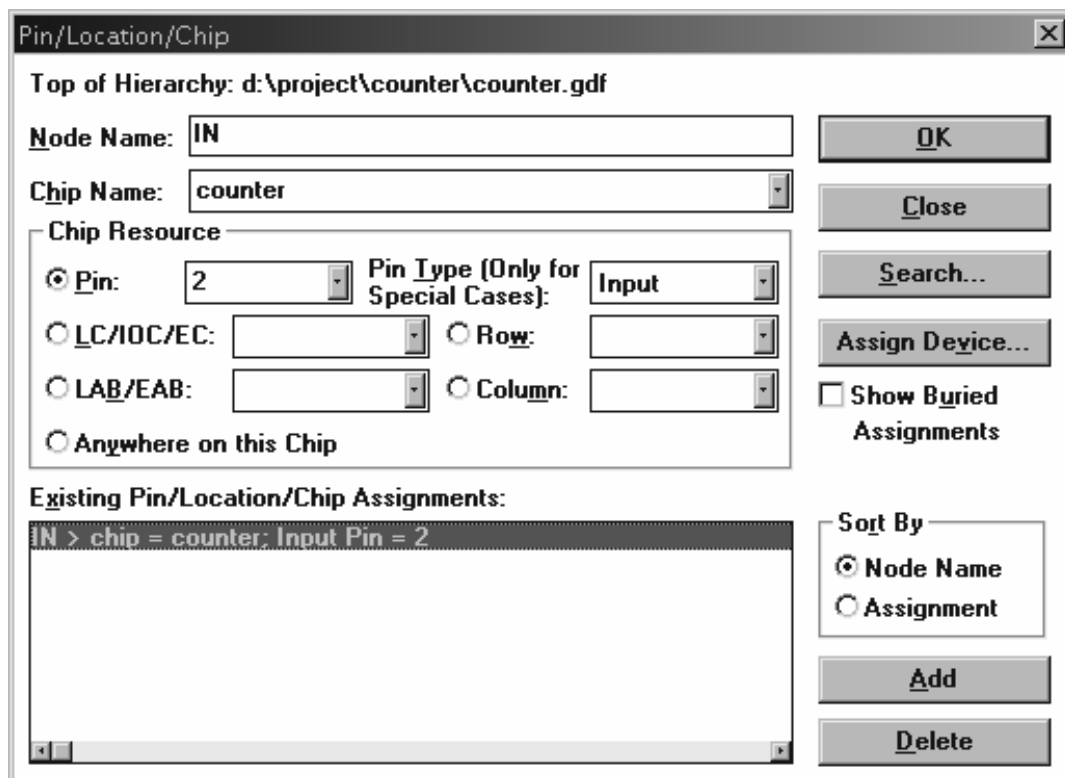 Pin/Location/Chip
Top of Hierarchy: d:\project\counter\counter.gdf
Node Name: IN
OK
Chip Name: counter
Close
Chip Resource
Pin: 2
Pin Type (Only for
Special Cases): Input
Search...
LC/IOC/EC:
Row:
Assign Device...
LAB/EAB:
Column:
Show Buried
Assignments
Anywhere on this Chip
Existing Pin/Location/Chip Assignments:
IN > chip = counter; Input Pin = 2
Sort By
Node Name
Assignment
Add
Delete